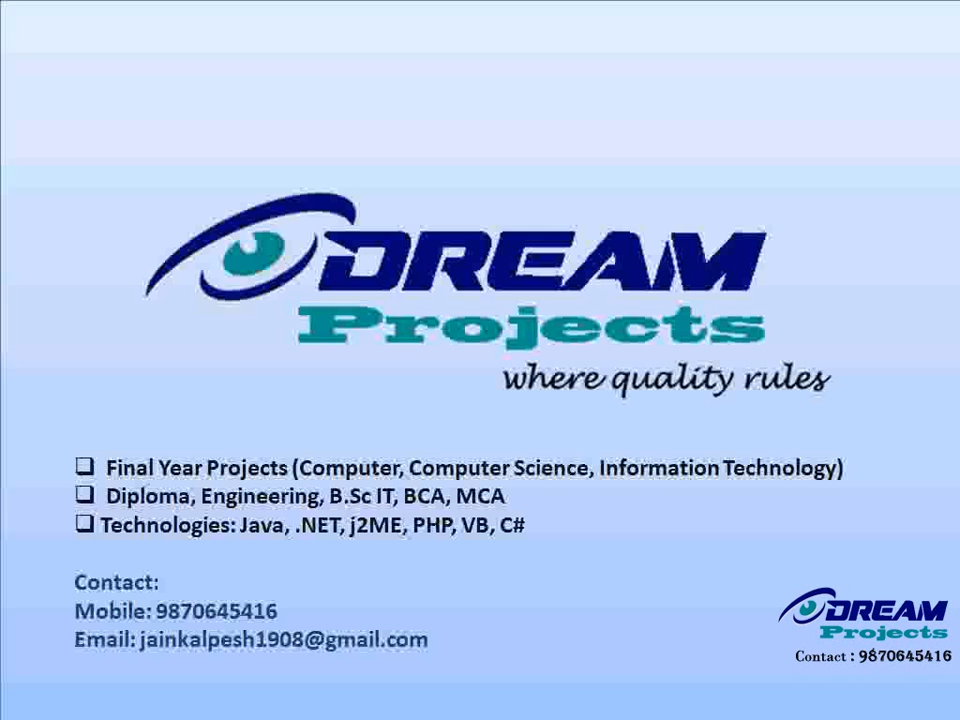 DREAM
Projects
where quality rules
❑ Final Year Projects (Computer, Computer Science, Information Technology)
❑ Diploma, Engineering, B.Sc IT, BCA, MCA
❑ Technologies: Java, .NET, j2ME, PHP, VB, C#
Contact:
Mobile: 9870645416
Email: jainkalpesh1908@gmail.com
DREAM
Projects
Contact : 9870645416